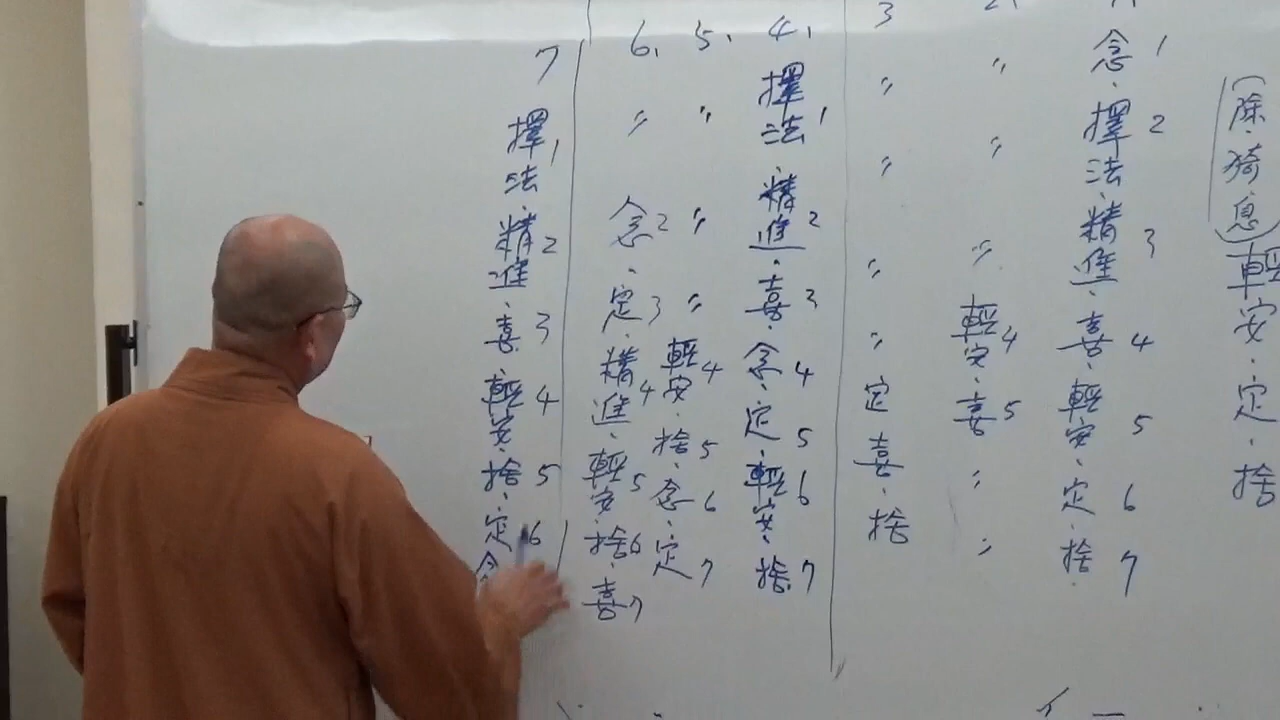 (除.猗息)輕安.定.捨
念1.擇法2.精進3.喜4.輕安5.定6.捨7
2 〃 〃 〃 輕安4.喜5 〃 〃
3 〃 〃 〃 〃 定喜.捨
4. 擇法1.精進2.喜3.念4.定5.輕安6.捨7
5. 〃 〃 〃 輕安4.捨5.念6.定7
6. 〃 念2.定3.精進4.輕安5.捨6.喜7
7 擇法1.精進2.喜3.輕安4.捨5.定6念